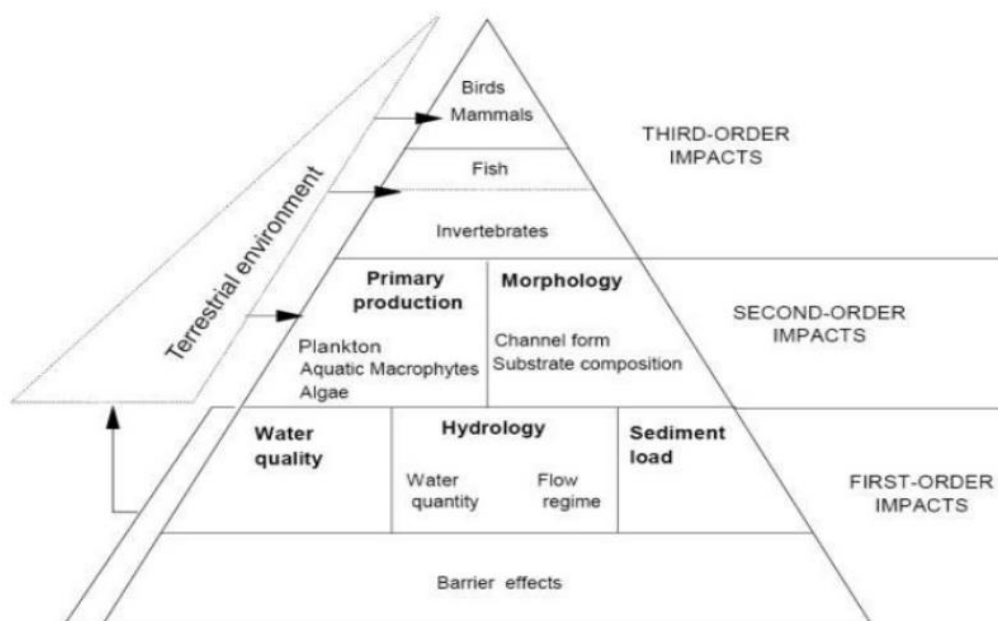 Birds
Mammals
THIRD-ORDER
IMPACTS
Fish
Terrestrial environment
Invertebrates
Primary
production
Morphology
SECOND-ORDER
IMPACTS
Plankton
Aquatic Macrophytes
Algae
Channel form
Substrate composition
Water
quality
Hydrology
Sediment
load
Water
quantity
Flow
regime
FIRST-ORDER
IMPACTS
Barrier effects